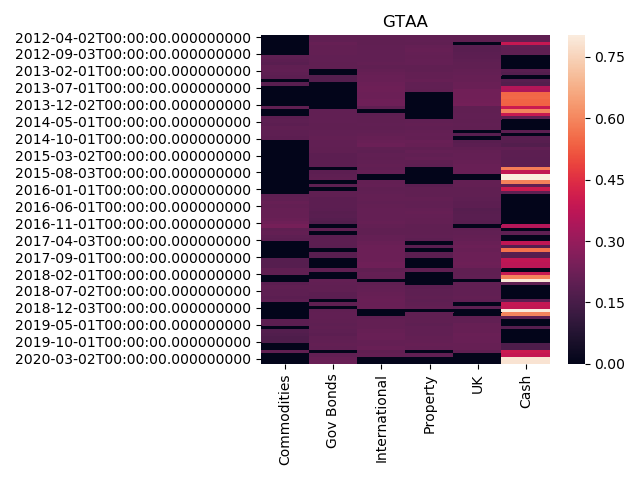 GTAA
2012-04-02T00:00:00.000000000
2012-09-03T00:00:00.000000000
2013-02-01T00:00:00.000000000
2013-07-01T00:00:00.000000000
2013-12-02T00:00:00.000000000
2014-05-01T00:00:00.000000000
2014-10-01T00:00:00.000000000
2015-03-02T00:00:00.000000000
2015-08-03T00:00:00.000000000
2016-01-01T00:00:00.000000000
2016-06-01T00:00:00.000000000
2016-11-01T00:00:00.000000000
2017-04-03T00:00:00.000000000
2017-09-01T00:00:00.000000000
2018-02-01T00:00:00.000000000
2018-07-02T00:00:00.000000000
2018-12-03T00:00:00.000000000
2019-05-01T00:00:00.000000000
2019-10-01T00:00:00.000000000
2020-03-02T00:00:00.000000000
Commodities
Gov Bonds
International
Property
UK
Cash
0.75
0.60
0.45
0.30
0.15
0.00